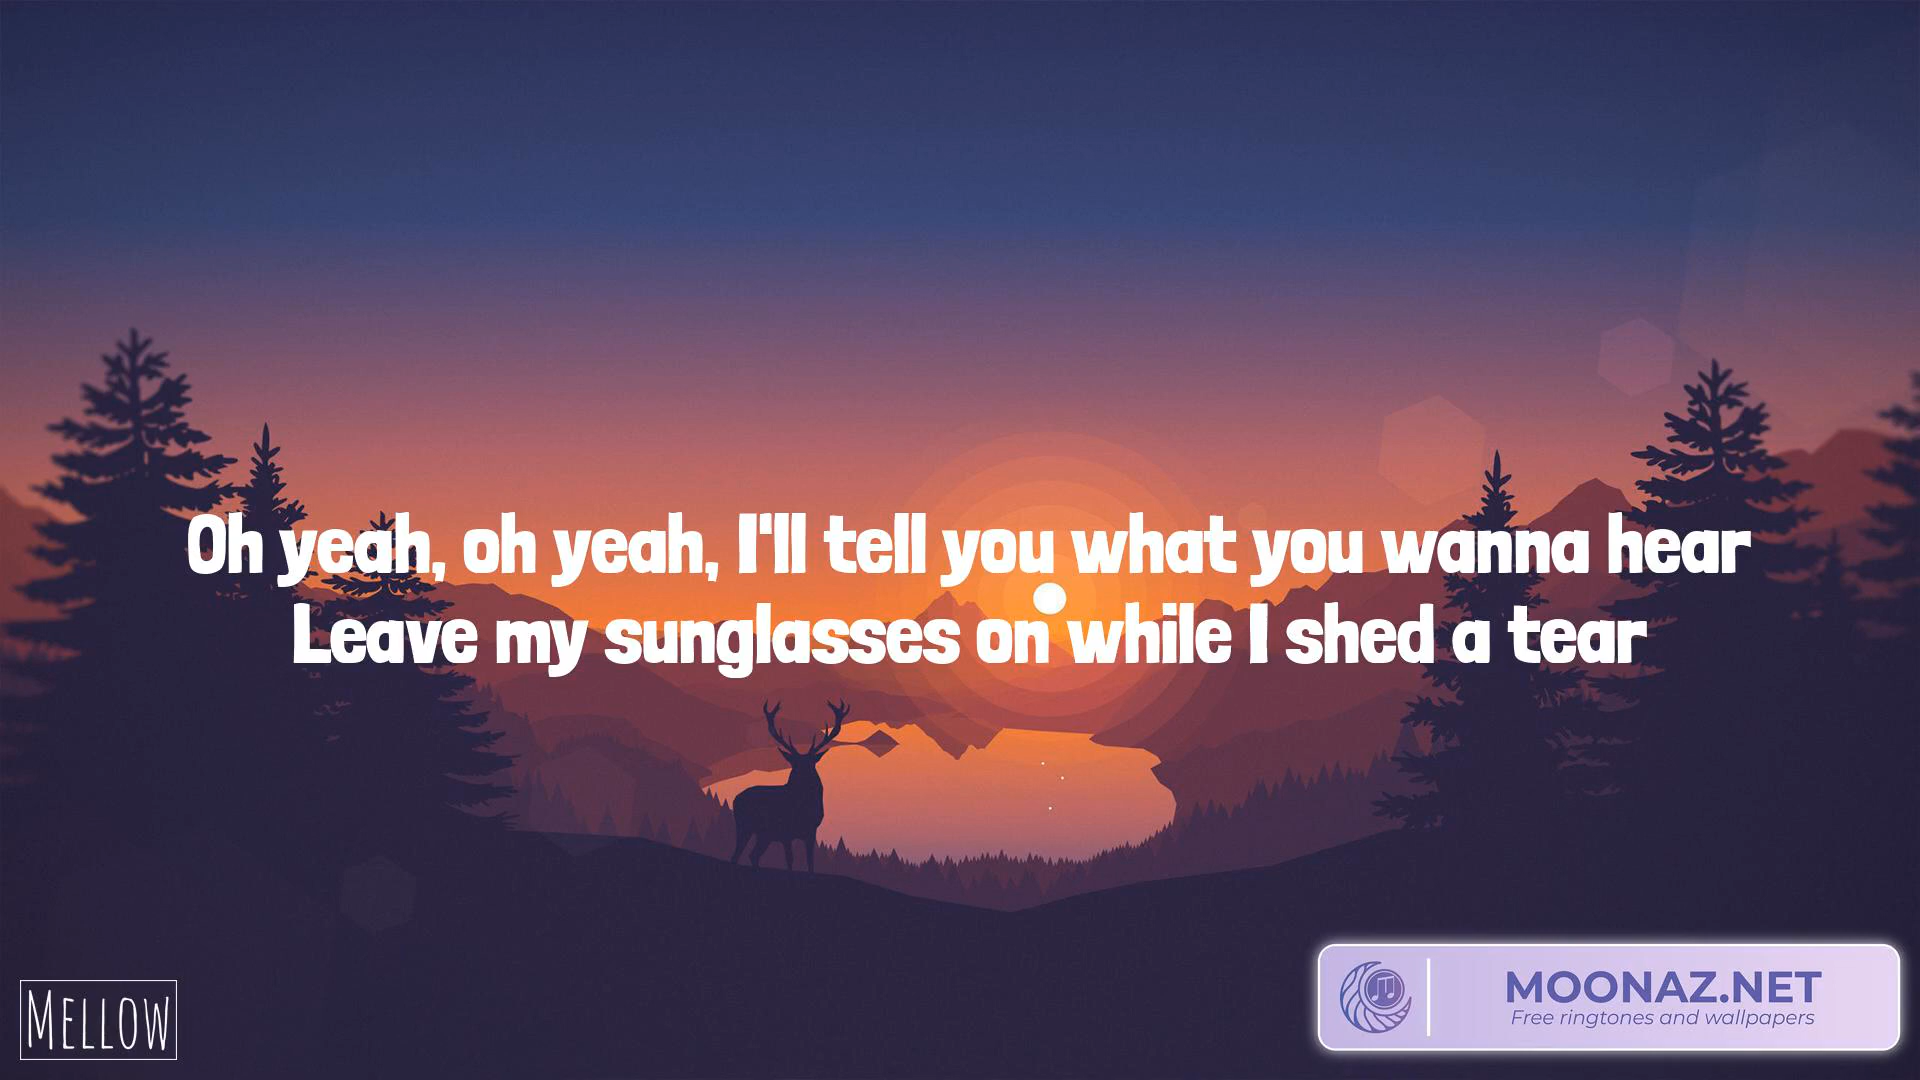 Oh yeah, oh yeah, I'll tell you what you wanna hear
Leave my sunglasses on while I shed a tear
MELLOW
MOONAZ.NET
Free ringtones and wallpapers